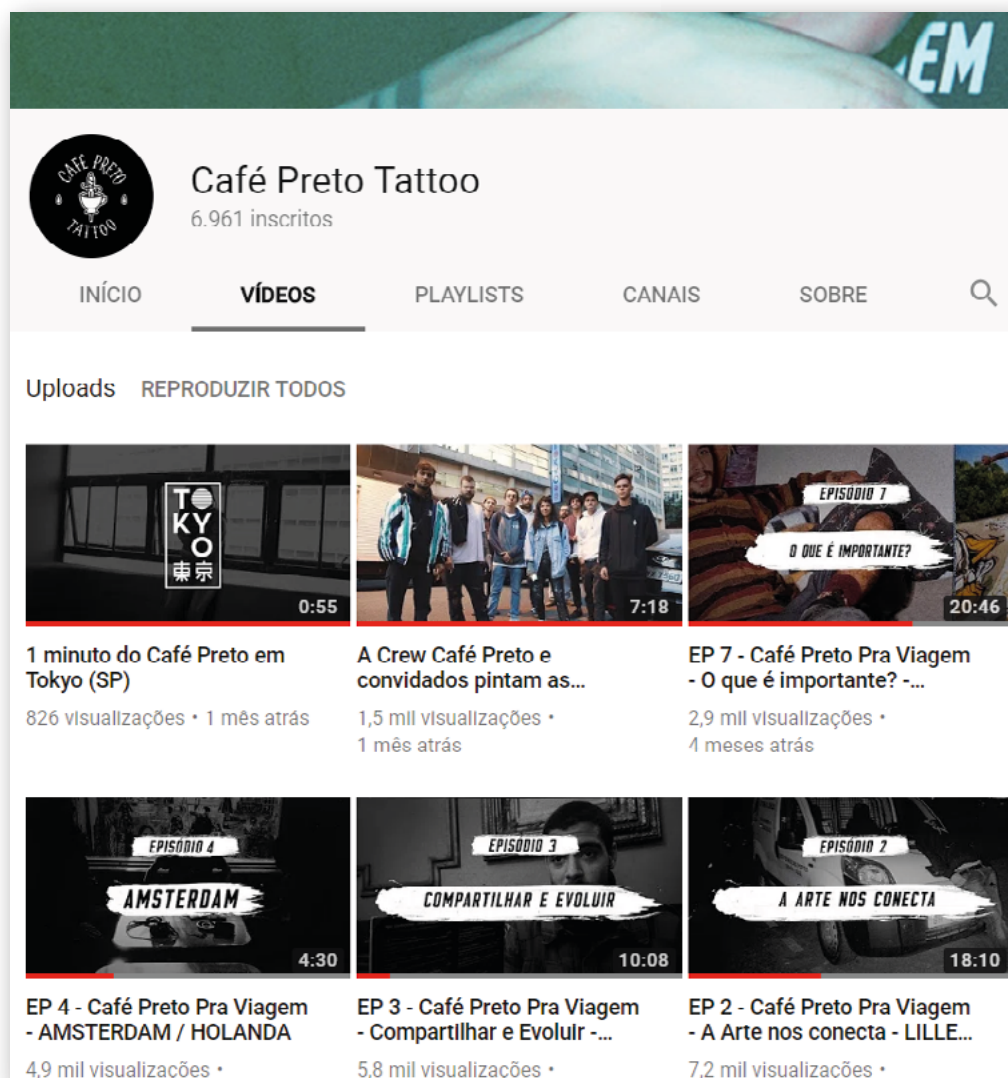 EM
CAFÉ PRETO
TATTOO
Café Preto Tattoo
6.961 inscritos
INÍCIO VÍDEOS PLAYLISTS CANAIS SOBRE
Uploads REPRODUZIR TODOS
TOKYO
東京
0:55
7:18
EPISÓDIO 7
O QUE É IMPORTANTE?
20:46
1 minuto do Café Preto em
Tokyo (SP)
826 visualizações • 1 mês atrás
A Crew Café Preto e
convidados pintam as...
1,5 mil visualizações •
1 mês atrás
EP 7 - Café Preto Pra Viagem
- O que é importante? -...
2,9 mil visualizações •
4 meses atrás
EPISÓDIO 4
AMSTERDAM
4:30
EPISÓDIO 3
COMPARTILHAR E EVOLUIR
10:08
EPISÓDIO 2
A ARTE NOS CONECTA
18:10
EP 4 - Café Preto Pra Viagem
- AMSTERDAM / HOLANDA
4,9 mil visualizações •
EP 3 - Café Preto Pra Viagem
- Compartilhar e Evoluir -...
5,8 mil visualizações •
EP 2 - Café Preto Pra Viagem
- A Arte nos conecta - LILLE...
7,2 mil visualizações •